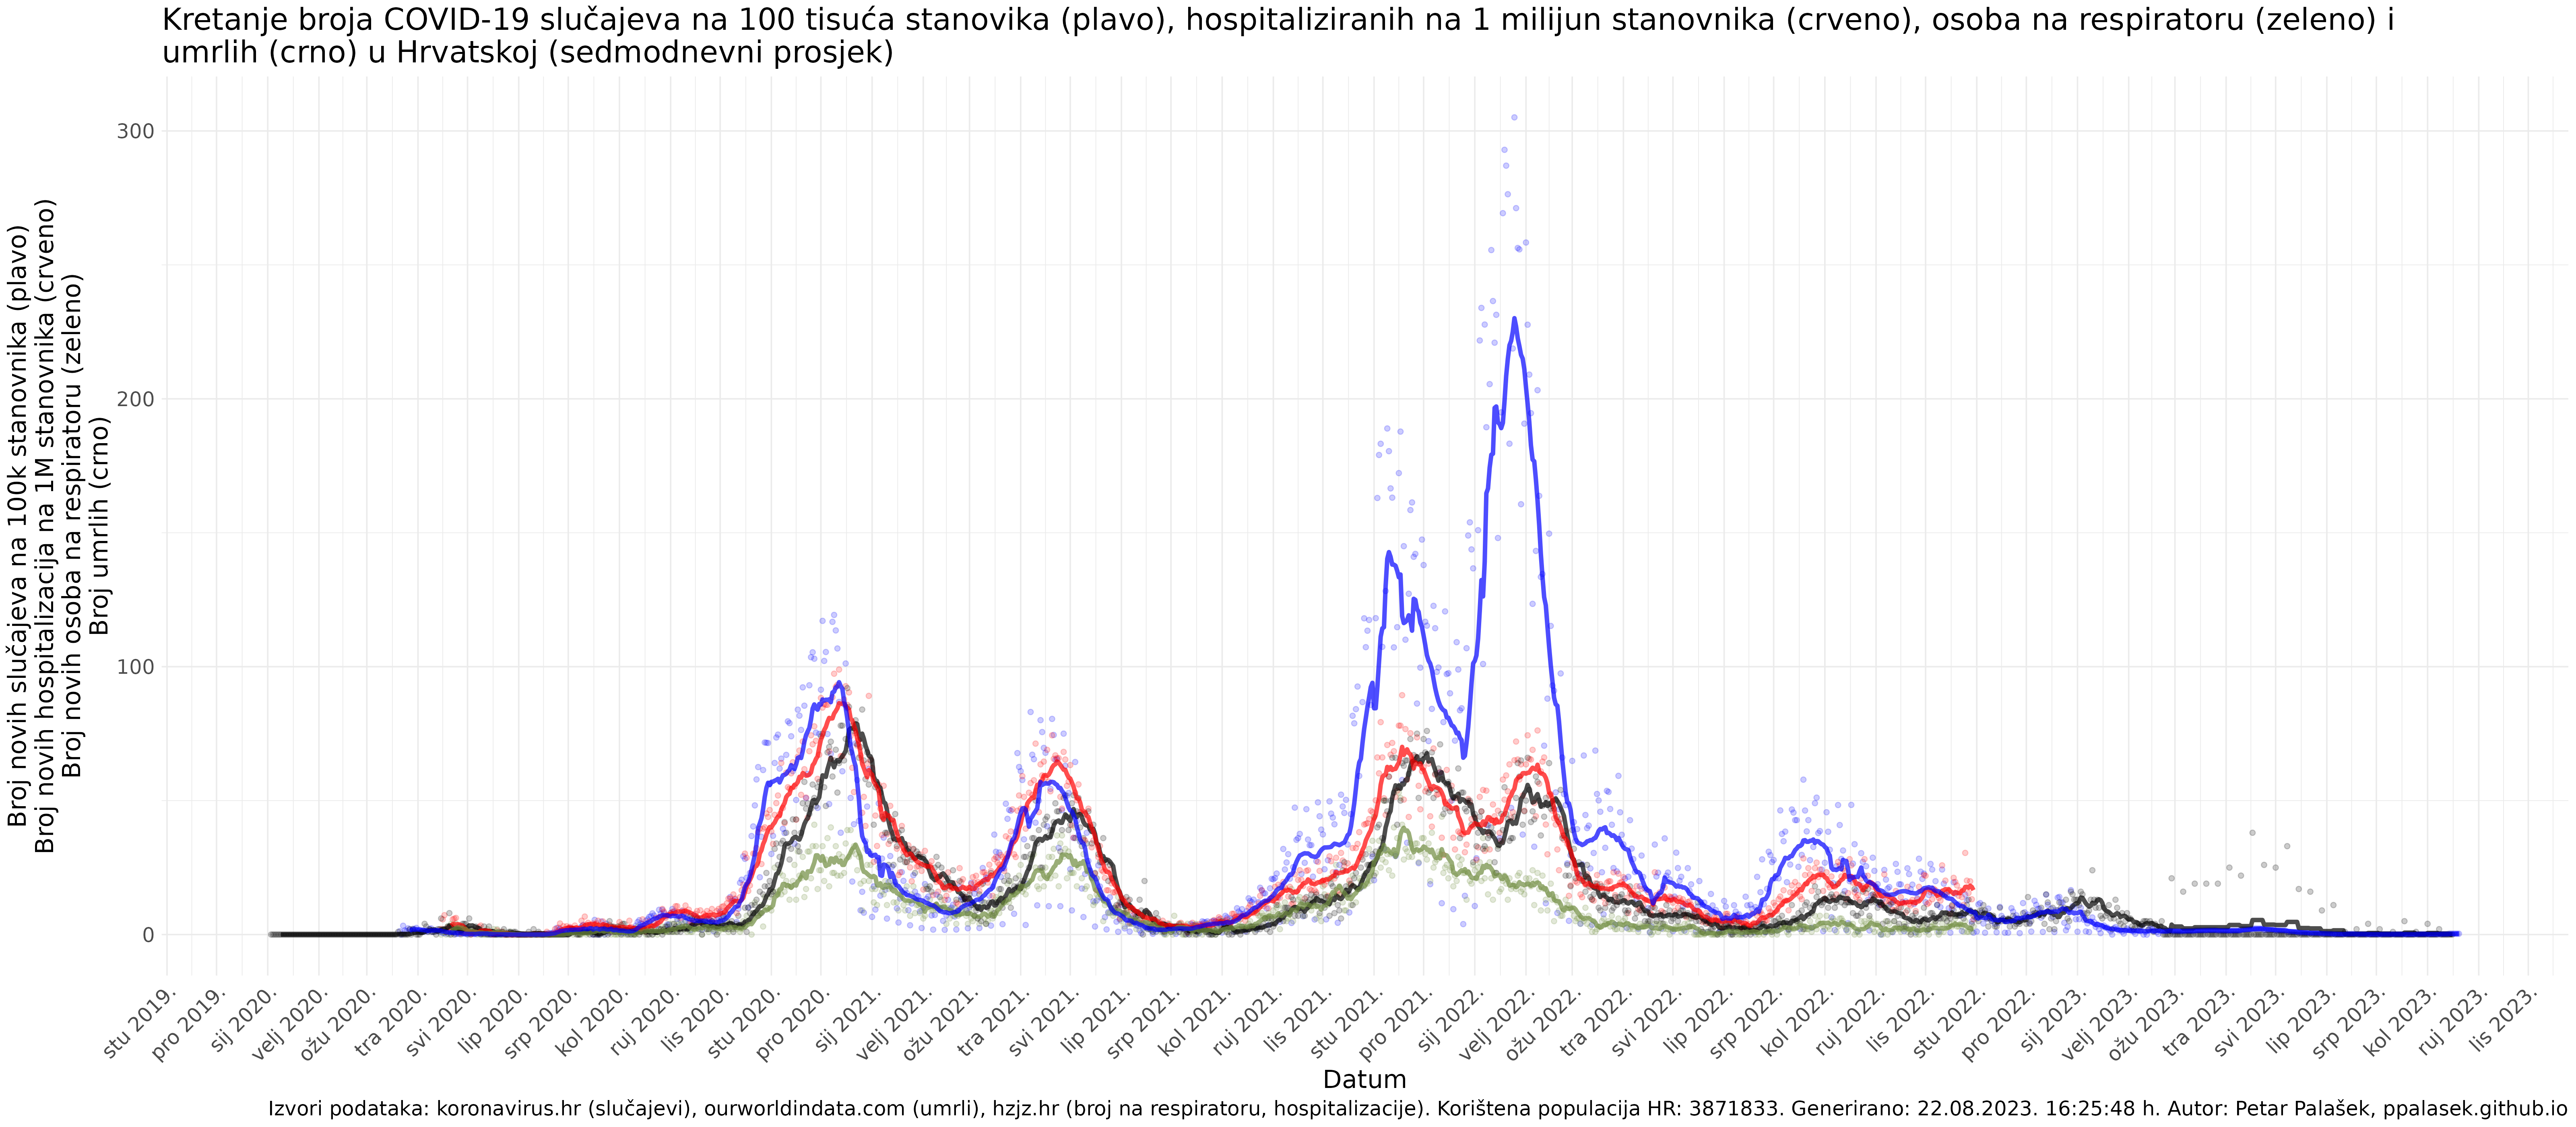 Kretanje broja COVID-19 slučajeva na 100 tisuća stanovika (plavo), hospitaliziranih na 1 milijun stanovnika (crveno), osoba na respiratoru (zeleno) i
umrlih (crno) u Hrvatskoj (sedmodnevni prosjek)
Broj novih slučajeva na 100k stanovnika (plavo)
Broj novih hospitalizacija na 1M stanovnika (crveno)
Broj novih osoba na respiratoru (zeleno)
Broj umrlih (crno)
300
200
100
0
stu 2019.
pro 2019.
sij 2020.
velj 2020.
ožu 2020.
tra 2020.
svi 2020.
lip 2020.
srp 2020.
kol 2020.
ruj 2020.
lis 2020.
stu 2020.
pro 2020.
sij 2021.
velj 2021.
ožu 2021.
tra 2021.
svi 2021.
lip 2021.
srp 2021.
kol 2021.
ruj 2021.
lis 2021.
stu 2021.
pro 2021.
sij 2022.
velj 2022.
ožu 2022.
tra 2022.
svi 2022.
lip 2022.
srp 2022.
kol 2022.
ruj 2022.
lis 2022.
stu 2022.
pro 2022.
sij 2023.
velj 2023.
ožu 2023.
tra 2023.
svi 2023.
lip 2023.
srp 2023.
kol 2023.
ruj 2023.
lis 2023.
Datum
Izvori podataka: koronavirus.hr (slučajevi), ourworldindata.com (umrli), hzjz.hr (broj na respiratoru, hospitalizacije). Korištena populacija HR: 3871833. Generirano: 22.08.2023. 16:25:48 h. Autor: Petar Palašek, ppalasek.github.io